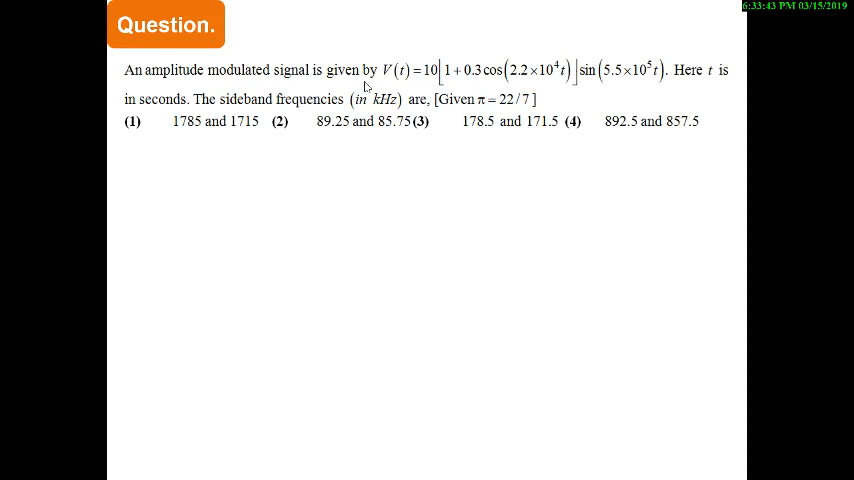 6:33:43 PM 03/15/2019
Question.
An amplitude modulated signal is given by V(t)=10[1+0.3cos(2.2×10⁴t)]sin(5.5×10⁵t). Here t is
in seconds. The sideband frequencies (in kHz) are, [Given π=22/7]
(1) 1785 and 1715 (2) 89.25 and 85.75 (3) 178.5 and 171.5 (4) 892.5 and 857.5